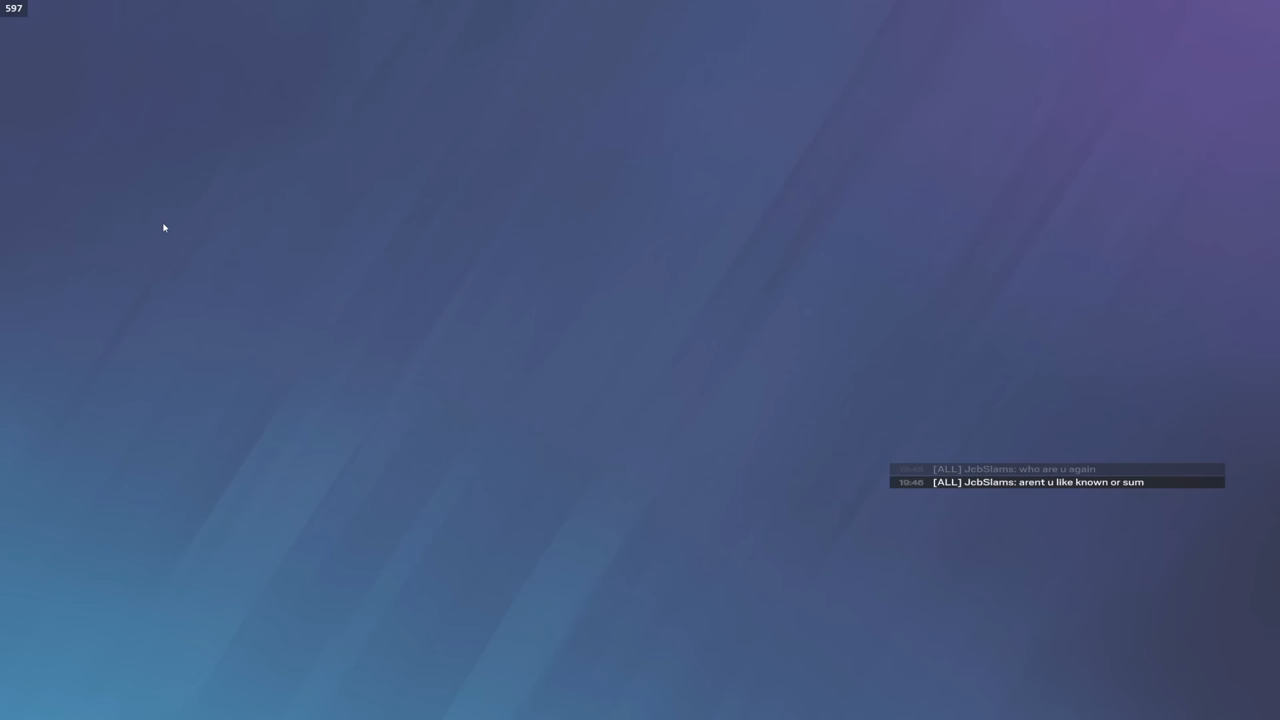 597
[ALL] JcbSlams: who are u again
19:46 [ALL] JcbSlams: arent u like known or sum